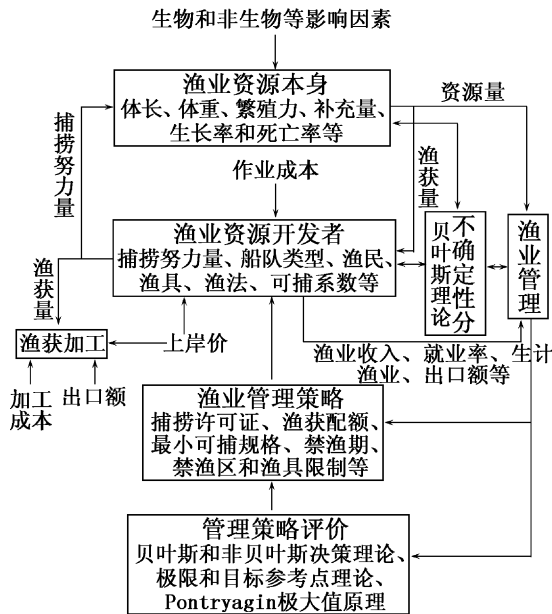 生物和非生物等影响因素
渔业资源本身
体长、体重、繁殖力、补充量、
生长率和死亡率等
资源量
捕捞努力量
渔获量
作业成本
渔业资源开发者
捕捞努力量、船队类型、渔民、
渔具、渔法、可捕系数等
不确定性分
贝叶斯理论
渔业管理
渔获量
渔获加工
上岸价
加工
成本
出口额
渔业收入、就业率、生计
渔业、出口额等
渔业管理策略
捕捞许可证、渔获配额、
最小可捕规格、禁渔期、
禁渔区和渔具限制等
管理策略评价
贝叶斯和非贝叶斯决策理论、
极限和目标参考点理论、
Pontryagin极大值原理